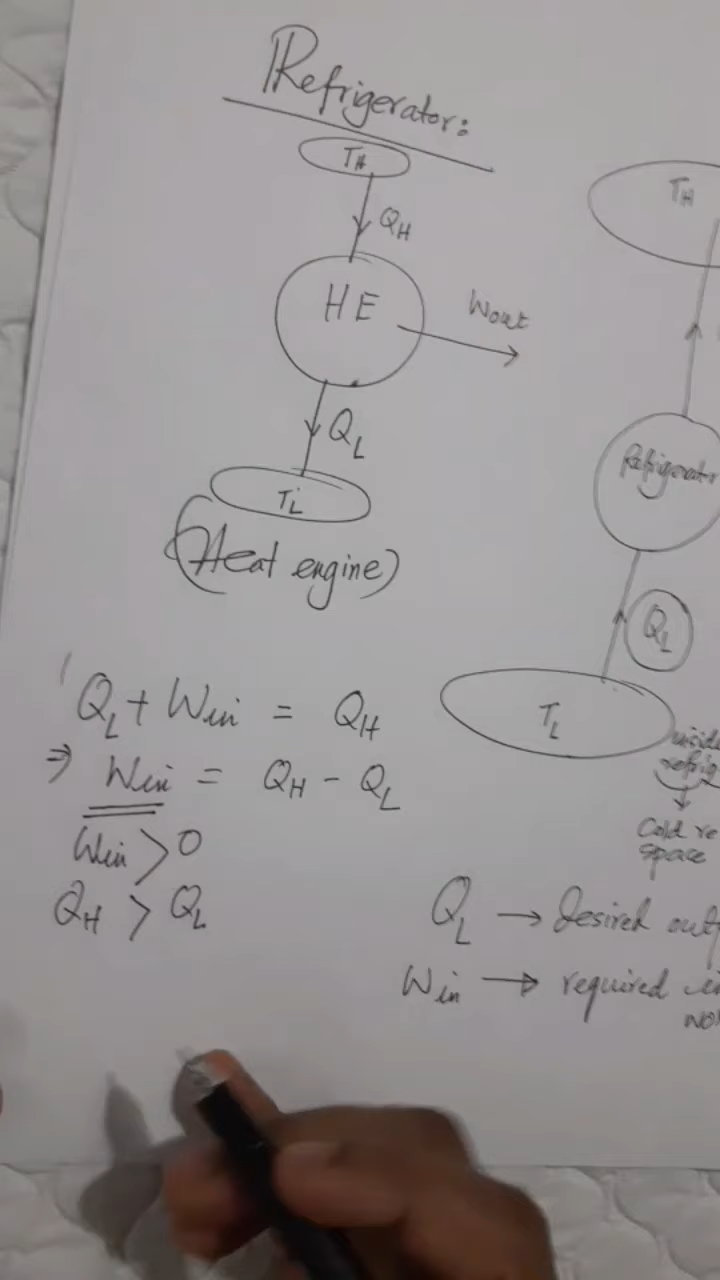 Refrigerator:
TH
QH
HE
Wout
QL
TL
(Heat engine)
TH
Refrigerat
QL
TL
QL + Win = QH
⇒ Win = QH - QL
Win > 0
QH > QL
Cold re
space
QL → desired out
Win → required